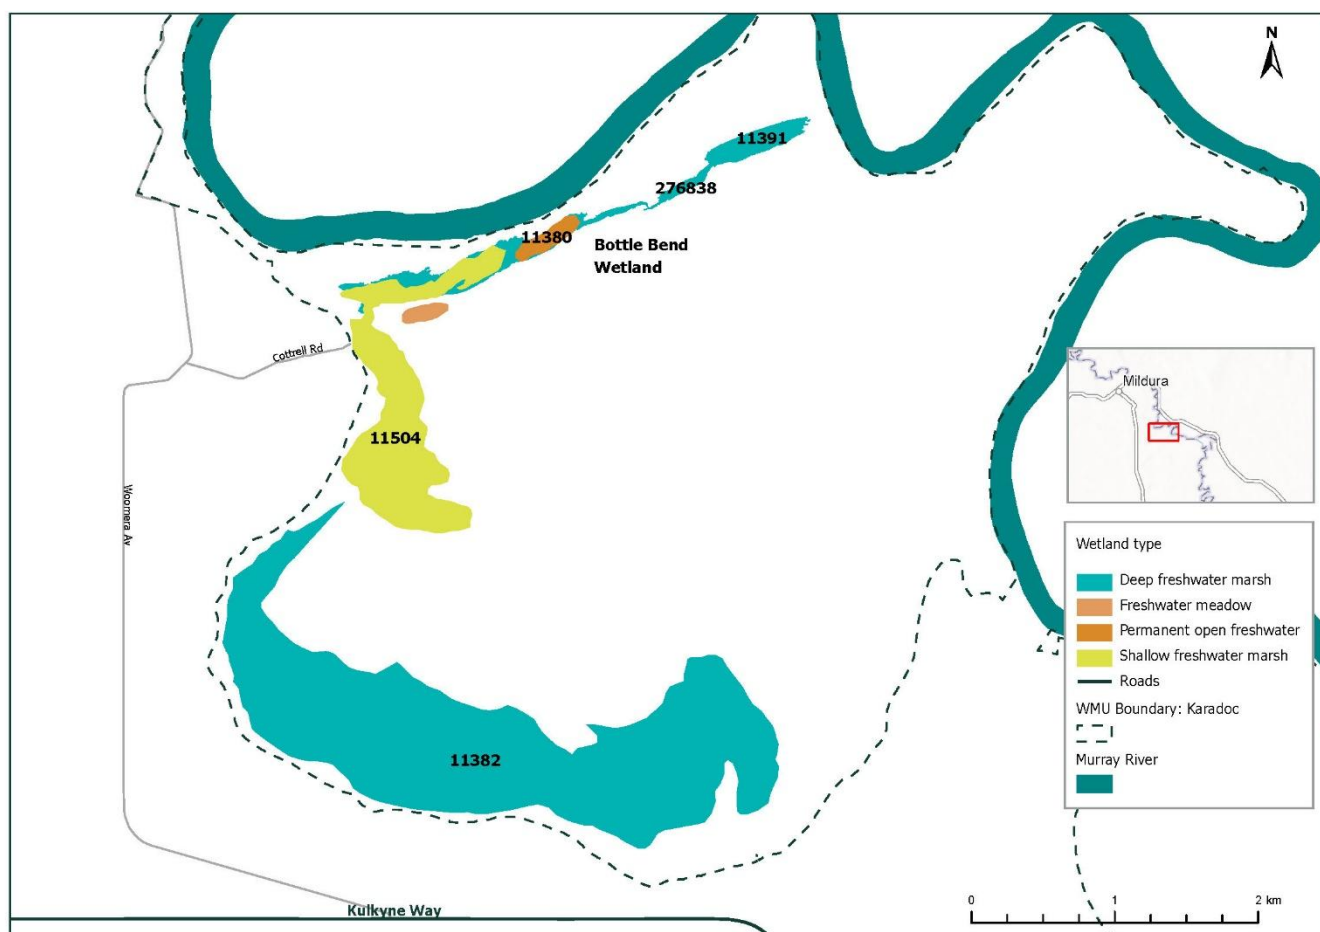 N
11391
276838
11380
Bottle Bend
Wetland
Cottrell Rd
Mildura
11504
Woomera Av
Wetland type
Deep freshwater marsh
Freshwater meadow
Permanent open freshwater
Shallow freshwater marsh
Roads
WMU Boundary: Karadoc
Murray River
11382
Kulkyne Way
0 1 2 km